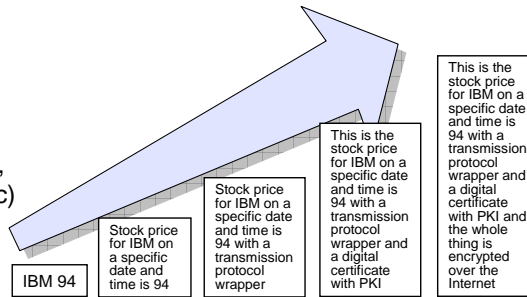 ,
c)
IBM 94
Stock price
for IBM on
a specific
date and
time is 94
Stock price
for IBM on a
specific date
and time is
94 with a
transmission
protocol
wrapper
This is the
stock price
for IBM on a
specific date
and time is
94 with a
transmission
protocol
wrapper and
a digital
certificate
with PKI
This is the
stock price
for IBM on a
specific date
and time is
94 with a
transmission
protocol
wrapper and
a digital
certificate
with PKI and
the whole
thing is
encrypted
over the
Internet